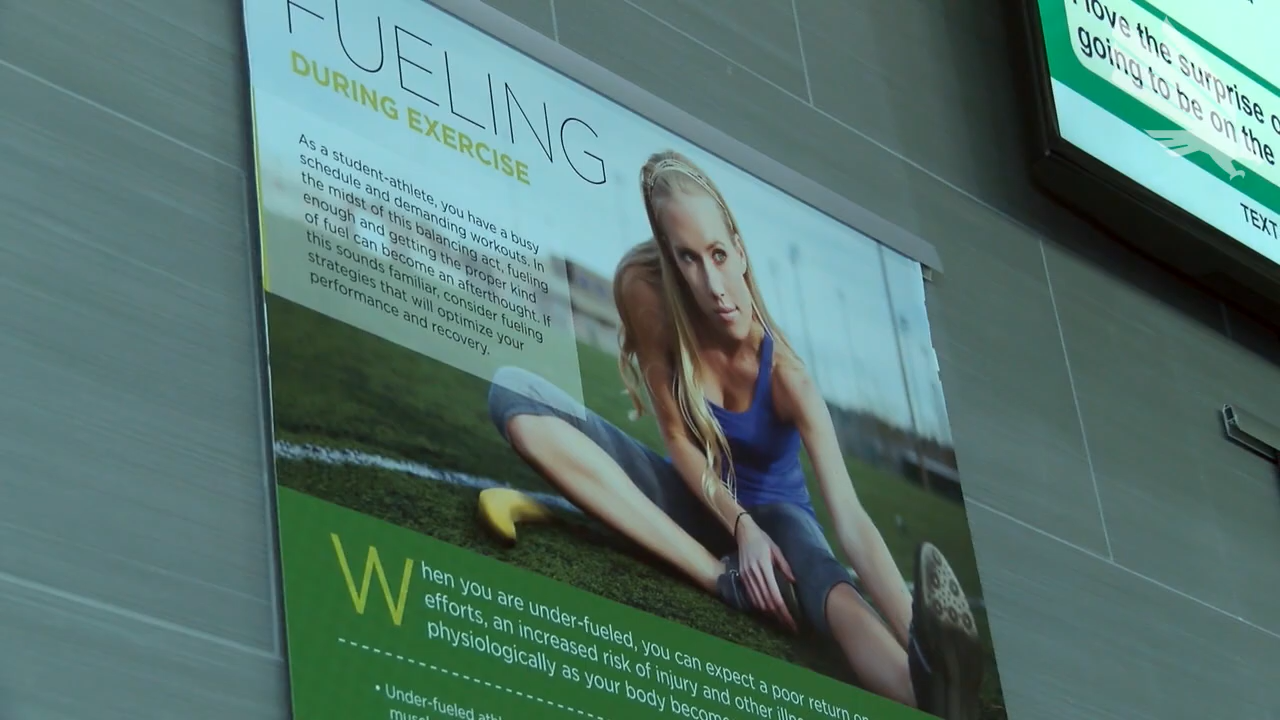 FUELING
DURING EXERCISE
As a student-athlete, you have a busy
schedule and demanding workouts. In
the midst of this balancing act, fueling
enough and getting the proper kind
of fuel can become an afterthought. If
this sounds familiar, consider fueling
strategies that will optimize your
performance and recovery.
When you are under-fueled, you can expect a poor return on
efforts, an increased risk of injury and other
physiologically as your body
• Under-fueled
love the surprise
going to be on the
TEXT